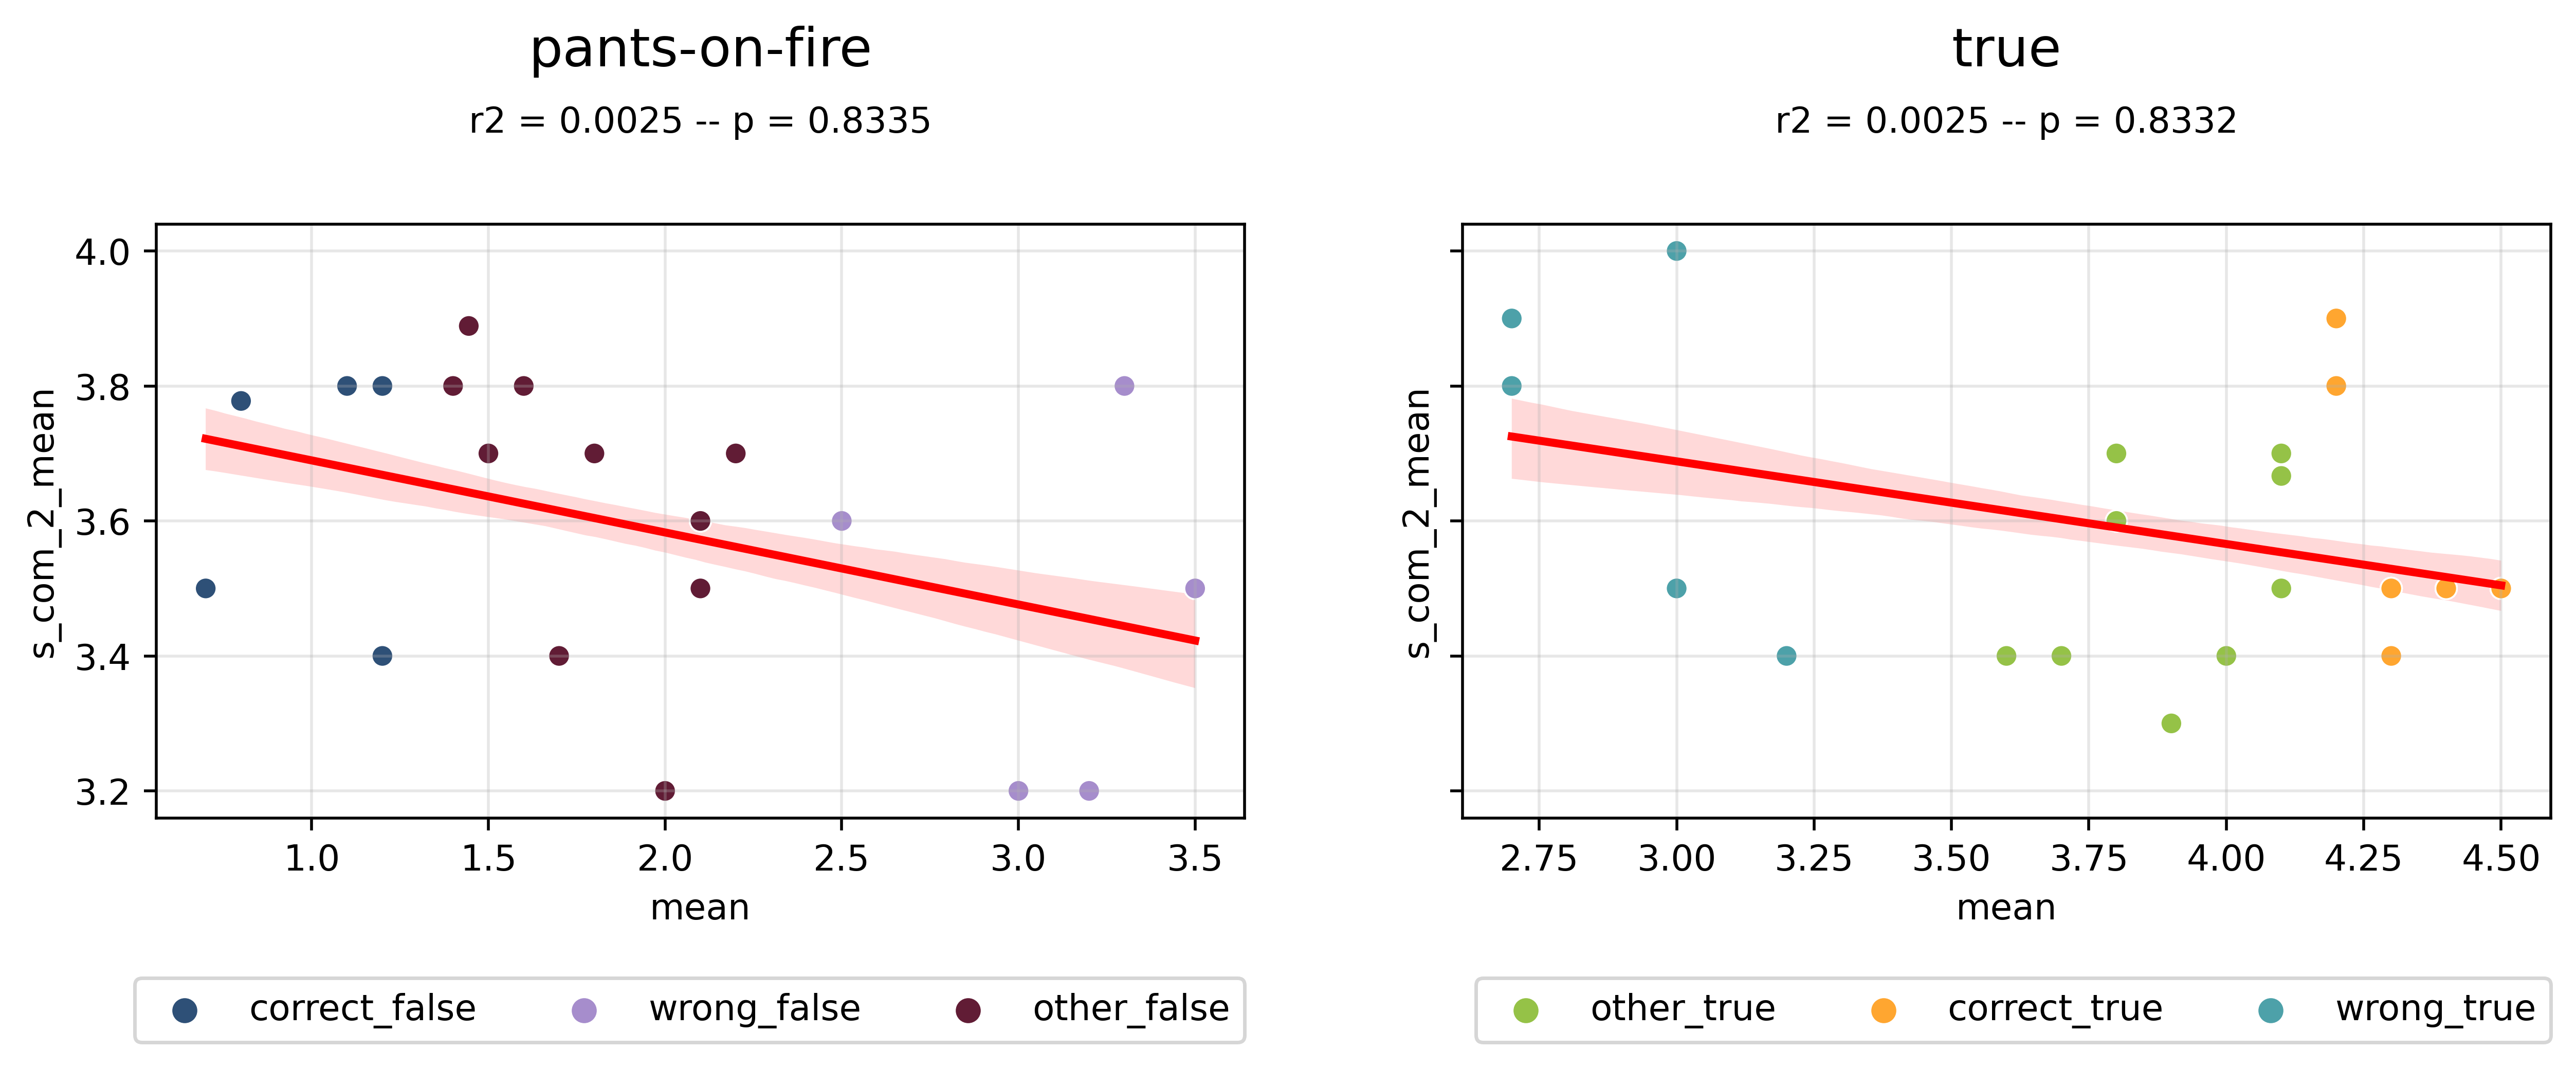 pants-on-fire
r2 = 0.0025 -- p = 0.8335
s_com_2_mean
4.0
3.8
3.6
3.4
3.2
1.0 1.5 2.0 2.5 3.0 3.5
mean
correct_false wrong_false other_false
true
r2 = 0.0025 -- p = 0.8332
s_com_2_mean
2.75 3.00 3.25 3.50 3.75 4.00 4.25 4.50
mean
other_true correct_true wrong_true